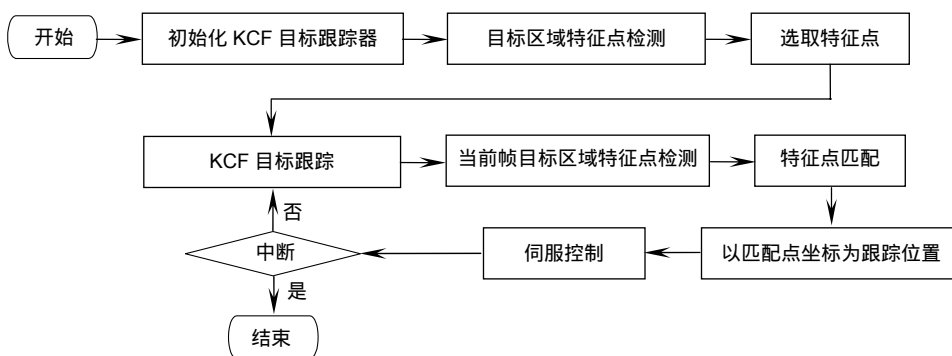 开始
初始化 KCF 目标跟踪器
目标区域特征点检测
选取特征点
KCF 目标跟踪
当前帧目标区域特征点检测
特征点匹配
否
中断
伺服控制
以匹配点坐标为跟踪位置
是
结束